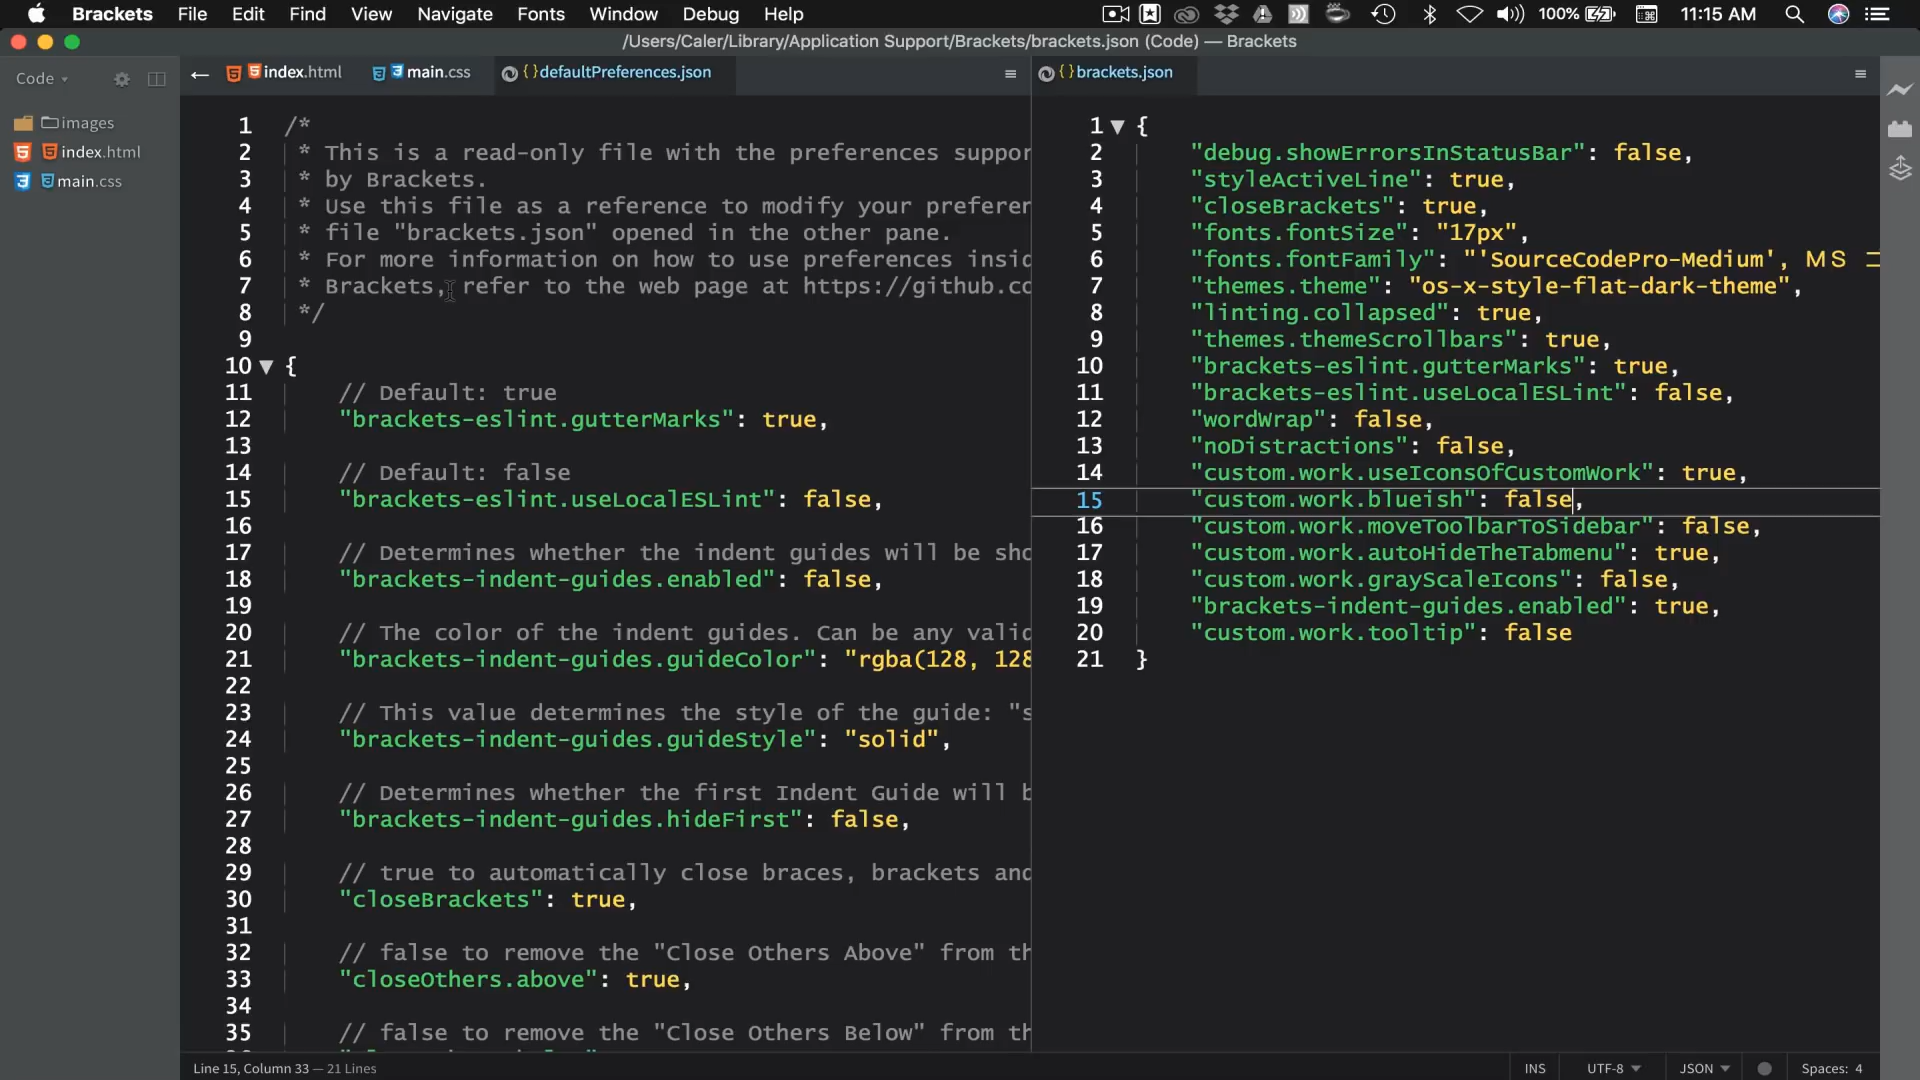 Brackets File Edit Find View Navigate Fonts Window Debug Help 100% 11:15 AM
/Users/Caler/Library/Application Support/Brackets/brackets.json (Code) — Brackets
Code
images
index.html
main.css
index.html main.css {}defaultPreferences.json
1 /*
2 * This is a read-only file with the preferences suppor
3 * by Brackets.
4 * Use this file as a reference to modify your preferer
5 * file "brackets.json" opened in the other pane.
6 * For more information on how to use preferences insid
7 * Brackets, refer to the web page at https://github.co
8 */
9
10 {
11 // Default: true
12 "brackets-eslint.gutterMarks": true,
13
14 // Default: false
15 "brackets-eslint.useLocalESLint": false,
16
17 // Determines whether the indent guides will be sho
18 "brackets-indent-guides.enabled": false,
19
20 // The color of the indent guides. Can be any valid
21 "brackets-indent-guides.guideColor": "rgba(128, 128
22
23 // This value determines the style of the guide: "s
24 "brackets-indent-guides.guideStyle": "solid",
25
26 // Determines whether the first Indent Guide will b
27 "brackets-indent-guides.hideFirst": false,
28
29 // true to automatically close braces, brackets and
30 "closeBrackets": true,
31
32 // false to remove the "Close Others Above" from th
33 "closeOthers.above": true,
34
35 // false to remove the "Close Others Below" from th
{}brackets.json
1 {
2 "debug.showErrorsInStatusBar": false,
3 "styleActiveLine": true,
4 "closeBrackets": true,
5 "fonts.fontSize": "17px",
6 "fonts.fontFamily": "'SourceCodePro-Medium', ＭＳ
7 "themes.theme": "os-x-style-flat-dark-theme",
8 "linting.collapsed": true,
9 "themes.themeScrollbars": true,
10 "brackets-eslint.gutterMarks": true,
11 "brackets-eslint.useLocalESLint": false,
12 "wordWrap": false,
13 "noDistractions": false,
14 "custom.work.useIconsOfCustomWork": true,
15 "custom.work.blueish": false,
16 "custom.work.moveToolbarToSidebar": false,
17 "custom.work.autoHideTheTabmenu": true,
18 "custom.work.grayScaleIcons": false,
19 "brackets-indent-guides.enabled": true,
20 "custom.work.tooltip": false
21 }
Line 15, Column 33 — 21 Lines
INS UTF-8 JSON Spaces: 4